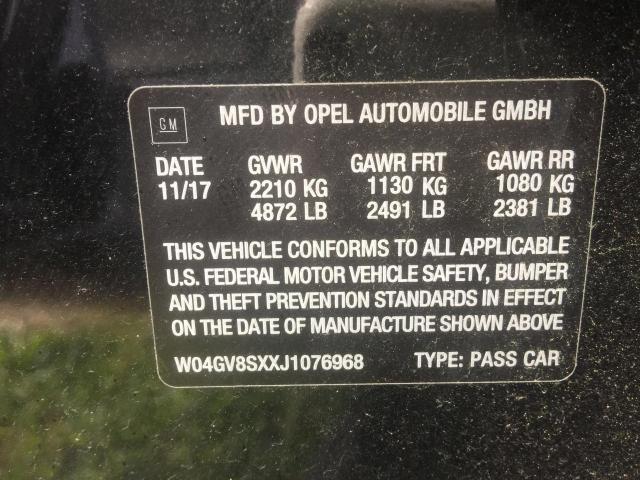 GM MFD BY OPEL AUTOMOBILE GMBH
DATE GVWR GAWR FRT GAWR RR
11/17 2210 KG 1130 KG 1080 KG
4872 LB 2491 LB 2381 LB
THIS VEHICLE CONFORMS TO ALL APPLICABLE
U.S. FEDERAL MOTOR VEHICLE SAFETY, BUMPER
AND THEFT PREVENTION STANDARDS IN EFFECT
ON THE DATE OF MANUFACTURE SHOWN ABOVE
W04GV8SXXJ1076968 TYPE: PASS CAR